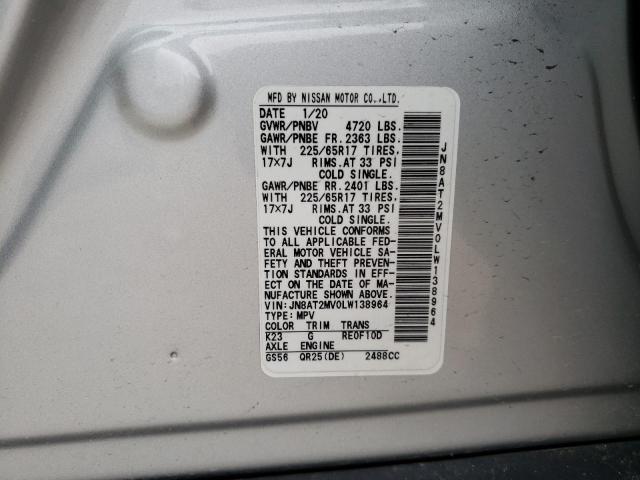 MFD BY NISSAN MOTOR CO.,LTD.
DATE 1/20
GVWR/PNBV 4720 LBS.
GAWR/PNBE FR. 2363 LBS.
WITH 225/65R17 TIRES,
17×7J RIMS.AT 33 PSI
COLD SINGLE.
GAWR/PNBE RR. 2401 LBS.
WITH 225/65R17 TIRES,
17×7J RIMS.AT 33 PSI
COLD SINGLE.
THIS VEHICLE CONFORMS
TO ALL APPLICABLE FED-
ERAL MOTOR VEHICLE SA-
FETY AND THEFT PREVEN-
TION STANDARDS IN EFF-
ECT ON THE DATE OF MA-
NUFACTURE SHOWN ABOVE.
VIN: JN8AT2MV0LW138964
TYPE: MPV
COLOR TRIM TRANS
K23 G RE0F10D
AXLE ENGINE
GS56 QR25(DE) 2488CC
JN8AT2MV0LW138964